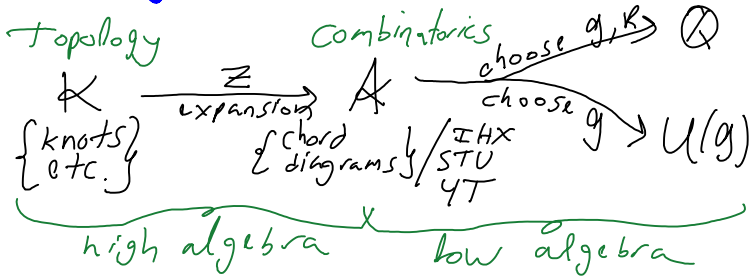 Topology Combinatorics
choose g, R ℚ
K Z A
expansion choose g
{knots {chord IHX U(g)
etc.} diagrams} / STU
4T
high algebra low algebra